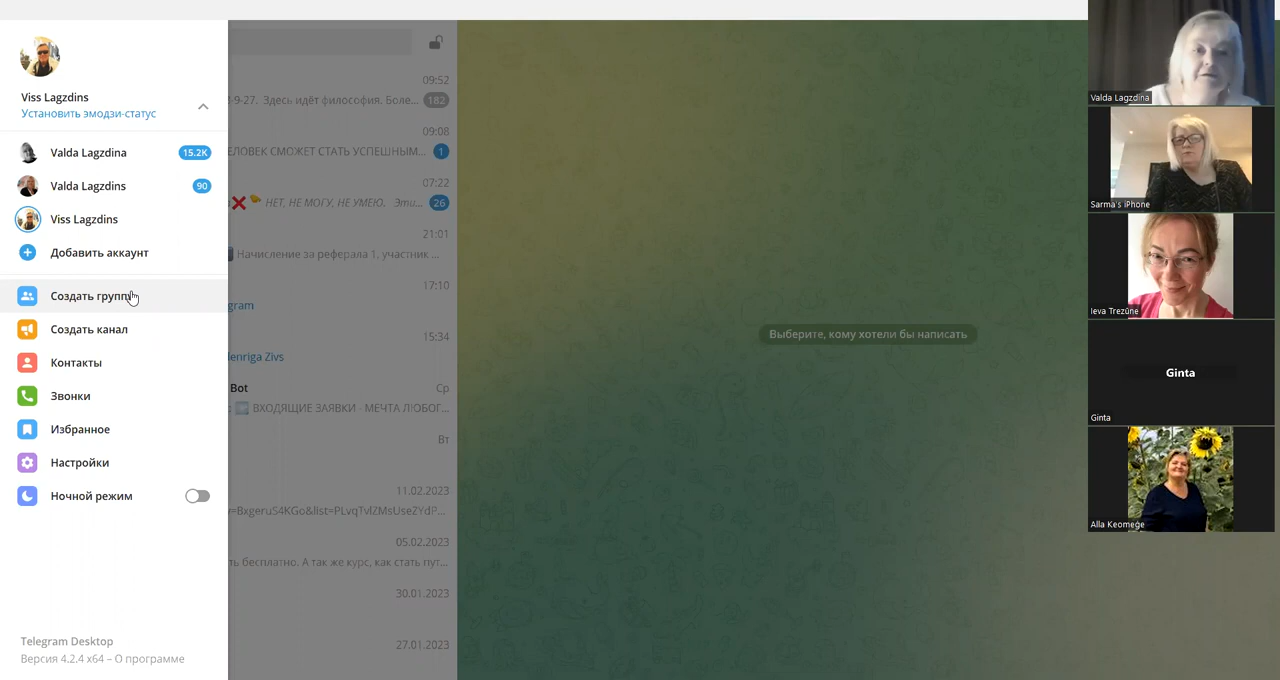 Viss Lagzdins
Установить эмодзи-статус
Valda Lagzdina 15.2K
Valda Lagzdins 90
Viss Lagzdins
Добавить аккаунт
Создать группу
Создать канал
Контакты
Звонки
Избранное
Настройки
Ночной режим
Telegram Desktop
Версия 4.2.4 x64 – О программе
09:52
8-9-27. Здесь идёт философия. Боле... 182
09:08
ЕЛОВЕК СМОЖЕТ СТАТЬ УСПЕШНЫМ... 1
07:22
НЕТ, НЕ МОГУ, НЕ УМЕЮ. Эти... 26
21:01
Начисление за реферала 1, участник ...
17:10
gram
15:34
Henriga Zivs
Bot Ср
ВХОДЯЩИЕ ЗАЯВКИ - МЕЧТА ЛЮБОГ...
Вт
11.02.2023
05.02.2023
ть бесплатно. А так же курс, как стать пут...
30.01.2023
27.01.2023
Выберите, кому хотели бы написать
Valda Lagzdina
Sarma's iPhone
Ieva Trezūne
Ginta
Ginta
Alla Keomege